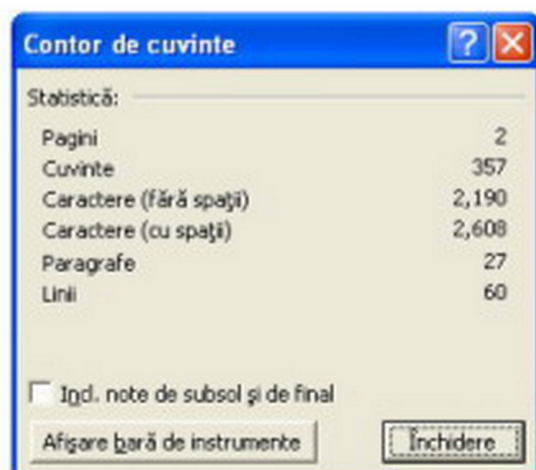 Contor de cuvinte
Statistică:
Pagini 2
Cuvinte 357
Caractere (fără spaţii) 2,190
Caractere (cu spaţii) 2,608
Paragrafe 27
Linii 60
Incl. note de subsol şi de final
Afişare bară de instrumente Închidere